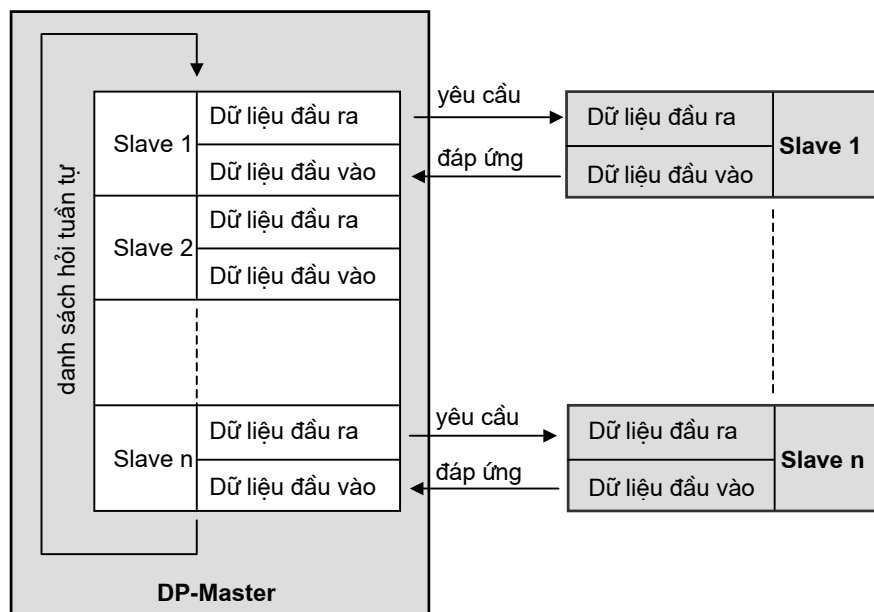 danh sách hỏi tuần tự
Slave 1
Dữ liệu đầu ra
Dữ liệu đầu vào
Slave 2
Dữ liệu đầu ra
Dữ liệu đầu vào
Slave n
Dữ liệu đầu ra
Dữ liệu đầu vào
DP-Master
yêu cầu
đáp ứng
Dữ liệu đầu ra
Dữ liệu đầu vào
Slave 1
yêu cầu
đáp ứng
Dữ liệu đầu ra
Dữ liệu đầu vào
Slave n